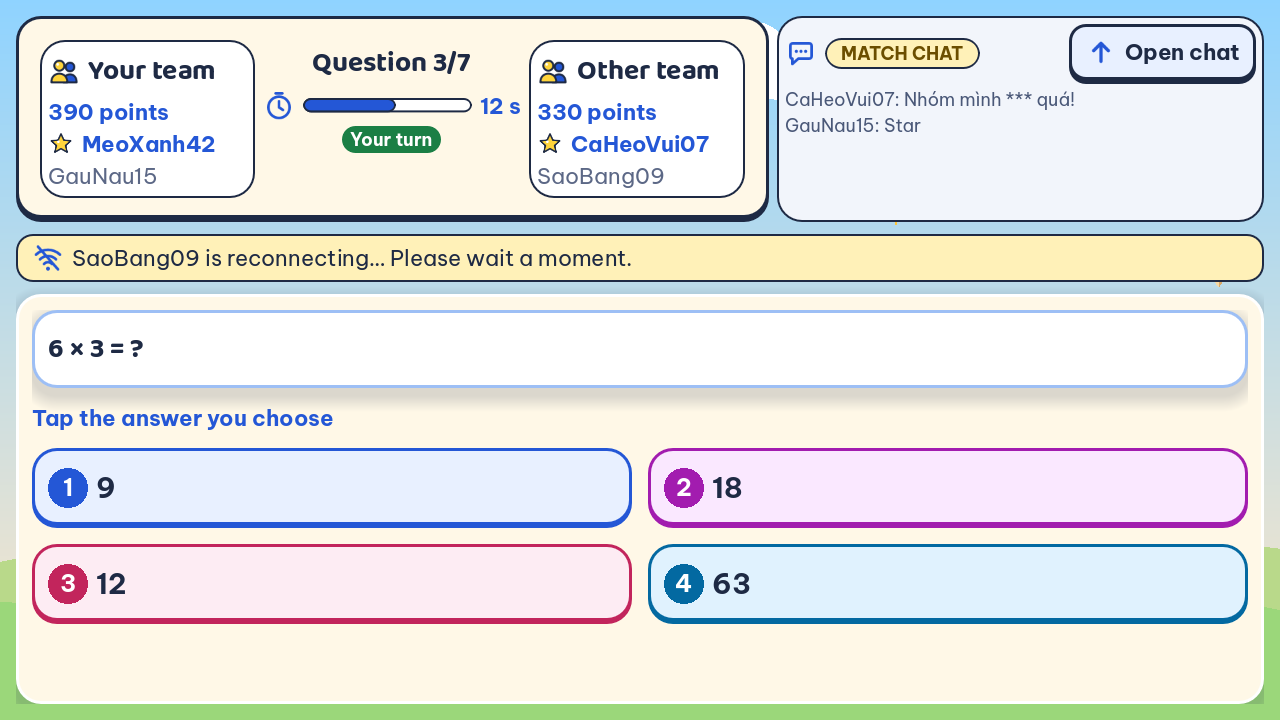 Your team
390 points
MeoXanh42
GauNau15
Question 3/7
12 s
Your turn
Other team
330 points
CaHeoVui07
SaoBang09
MATCH CHAT
Open chat
CaHeoVui07: Nhóm mình *** quá!
GauNau15: Star
SaoBang09 is reconnecting... Please wait a moment.
6 × 3 = ?
Tap the answer you choose
1 9
2 18
3 12
4 63